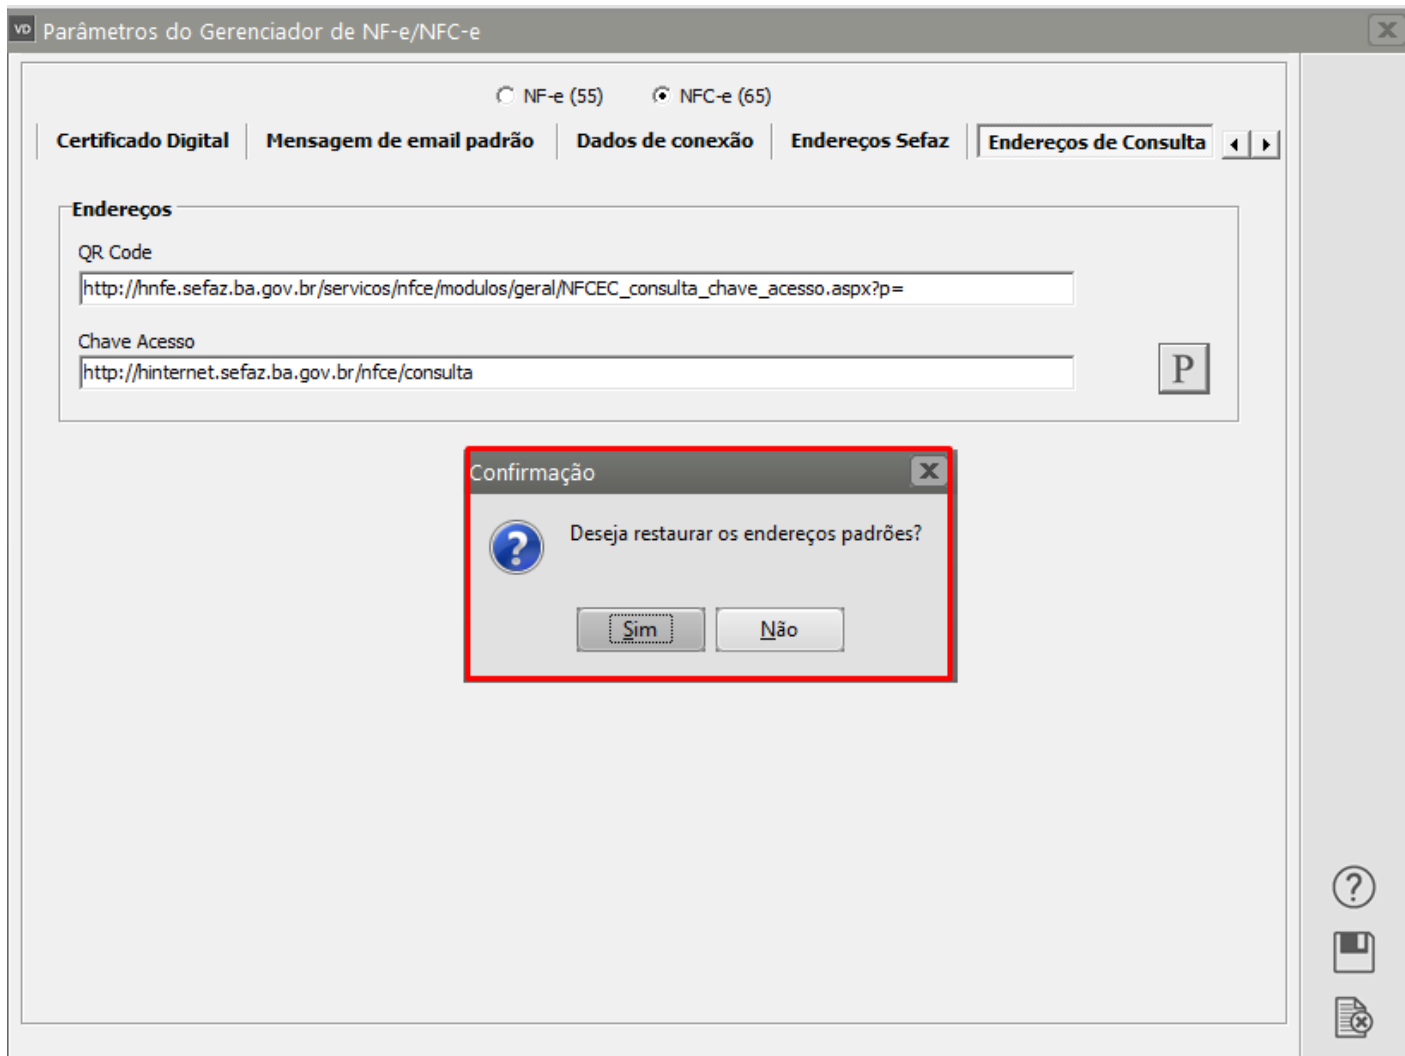 VD Parâmetros do Gerenciador de NF-e/NFC-e
NF-e (55) NFC-e (65)
Certificado Digital Mensagem de email padrão Dados de conexão Endereços Sefaz Endereços de Consulta
Endereços
QR Code
http://hnfe.sefaz.ba.gov.br/servicos/nfce/modulos/geral/NFCEC_consulta_chave_acesso.aspx?p=
Chave Acesso
http://hinternet.sefaz.ba.gov.br/nfce/consulta
P
Confirmação
Deseja restaurar os endereços padrões?
Sim Não